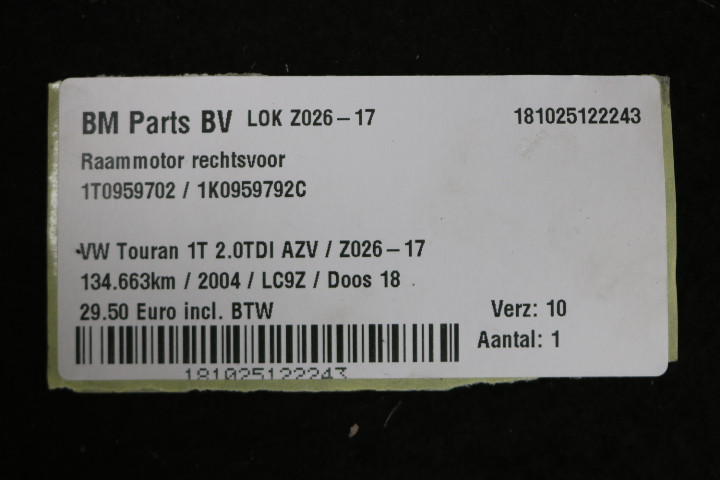 BM Parts BV LOK Z026-17 181025122243
Raammotor rechtsvoor
1T0959702 / 1K0959792C
VW Touran 1T 2.0TDI AZV / Z026-17
134.663km / 2004 / LC9Z / Doos 18
29.50 Euro incl. BTW Verz: 10
Aantal: 1
181025122243